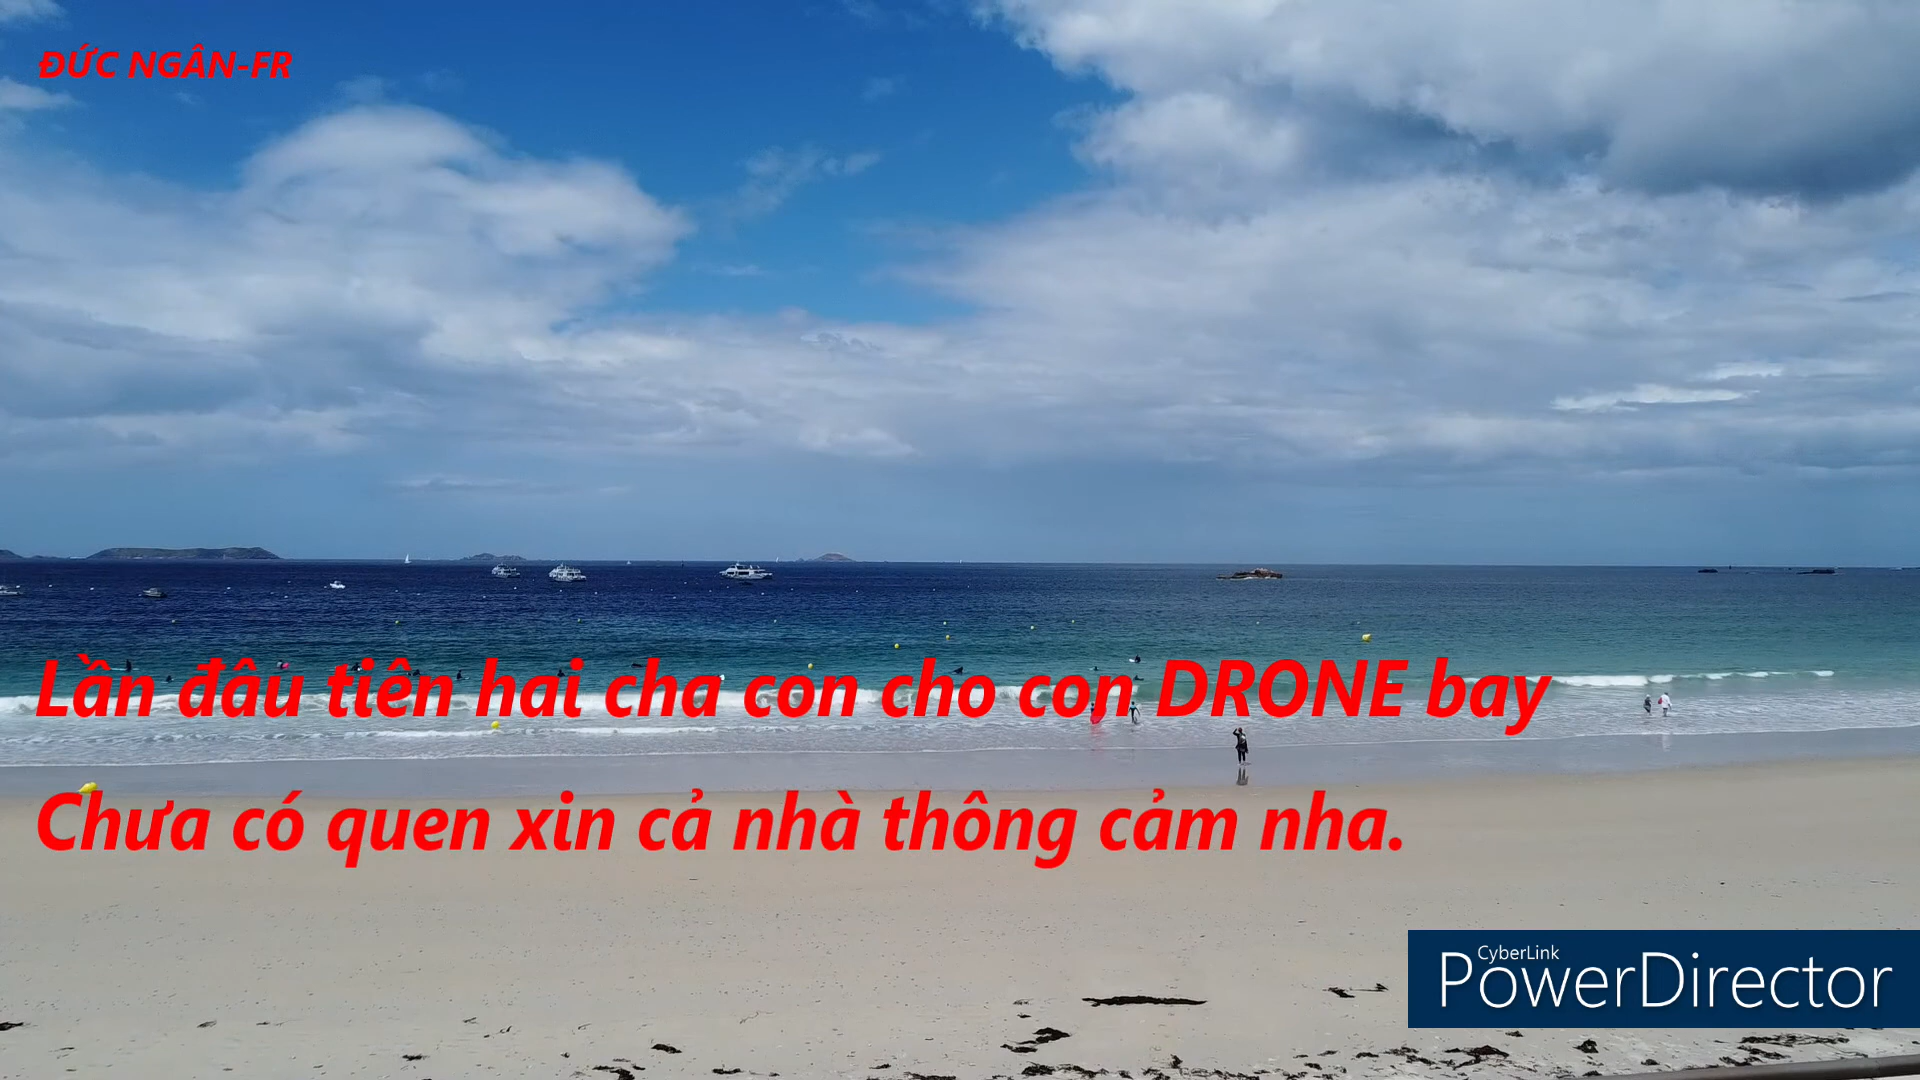 ĐỨC NGÂN-FR
Lần đâu tiên hai cha con cho con DRONE bay
Chưa có quen xin cả nhà thông cảm nha.
CyberLink
PowerDirector